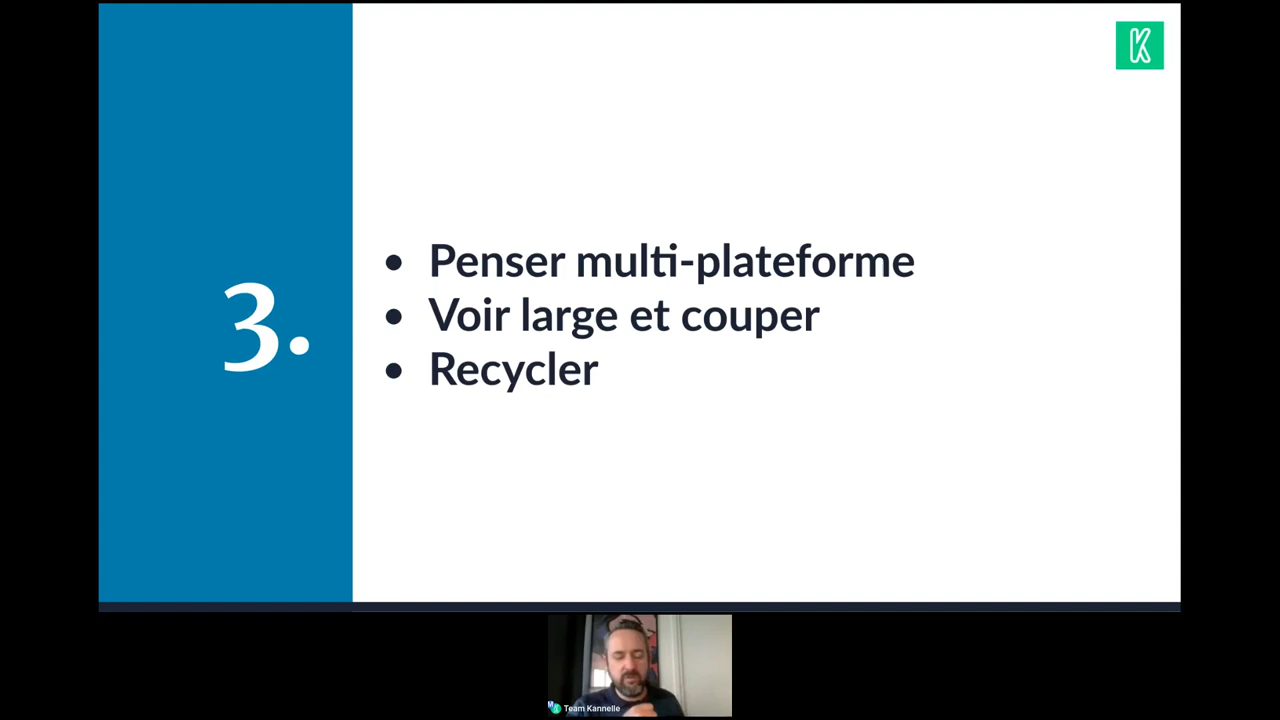 K
3.
• Penser multi-plateforme
• Voir large et couper
• Recycler
Team Kannelle